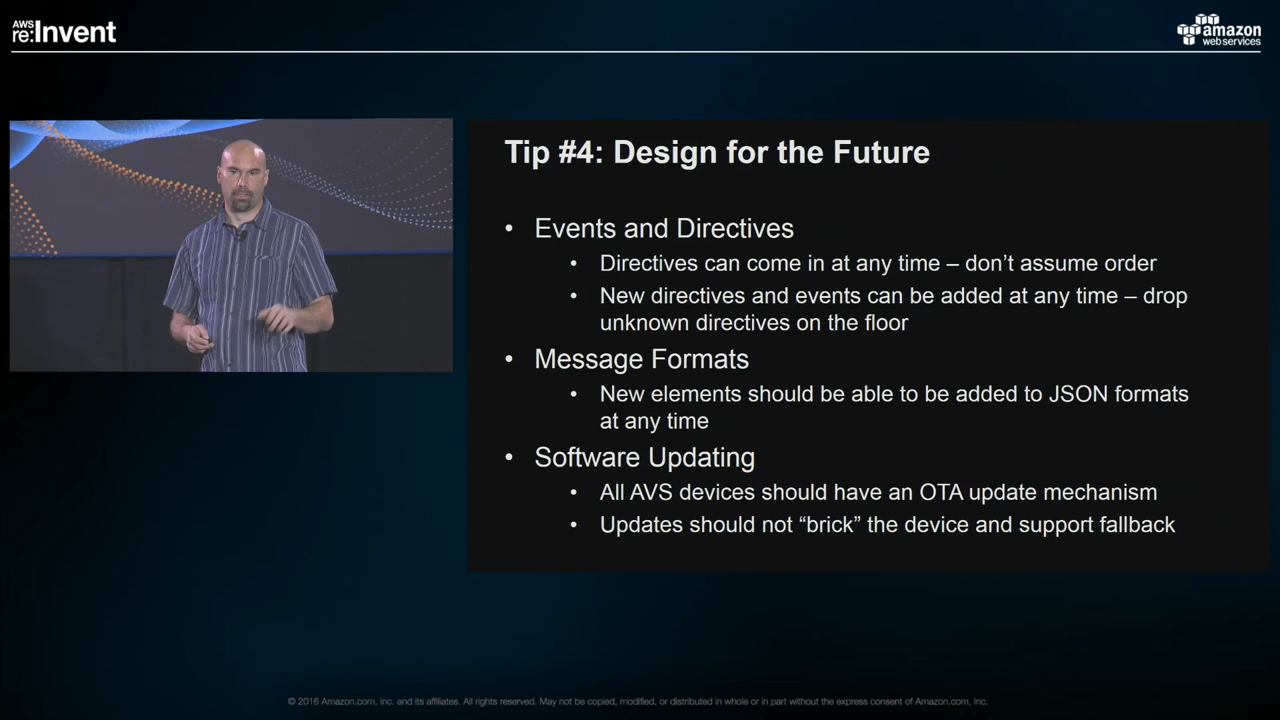 AWS
re:Invent
amazon
web services
Tip #4: Design for the Future
• Events and Directives
• Directives can come in at any time – don’t assume order
• New directives and events can be added at any time – drop
unknown directives on the floor
• Message Formats
• New elements should be able to be added to JSON formats
at any time
• Software Updating
• All AVS devices should have an OTA update mechanism
• Updates should not “brick” the device and support fallback
© 2016 Amazon.com, Inc. and its affiliates. All rights reserved. May not be copied, modified, or distributed in whole or in part without the express consent of Amazon.com, Inc.